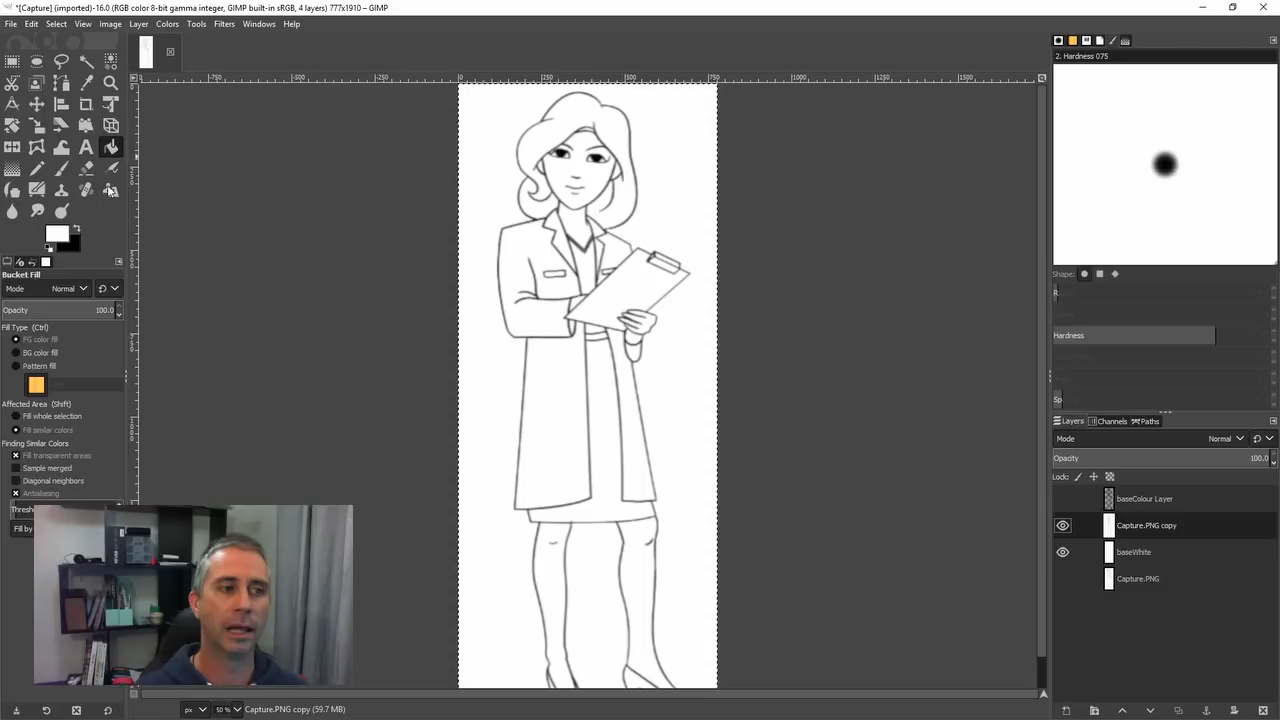 *[Capture] (imported)-16.0 (RGB color 8-bit gamma integer, GIMP built-in sRGB, 4 layers) 777x1910 – GIMP
File Edit Select View Image Layer Colors Tools Filters Windows Help
2. Hardness 075
Bucket Fill
Mode Normal
Opacity 100.0
Fill Type (Ctrl)
FG color fill
BG color fill
Pattern fill
Affected Area (Shift)
Fill whole selection
Fill similar colors
Finding Similar Colors
Fill transparent areas
Sample merged
Diagonal neighbors
Antialiasing
Fill by
px 50 % Capture.PNG copy (59.7 MB)
Shape:
Hardness
Layers Channels Paths
Mode Normal
Opacity 100.0
Lock:
baseColour Layer
Capture.PNG copy
baseWhite
Capture.PNG